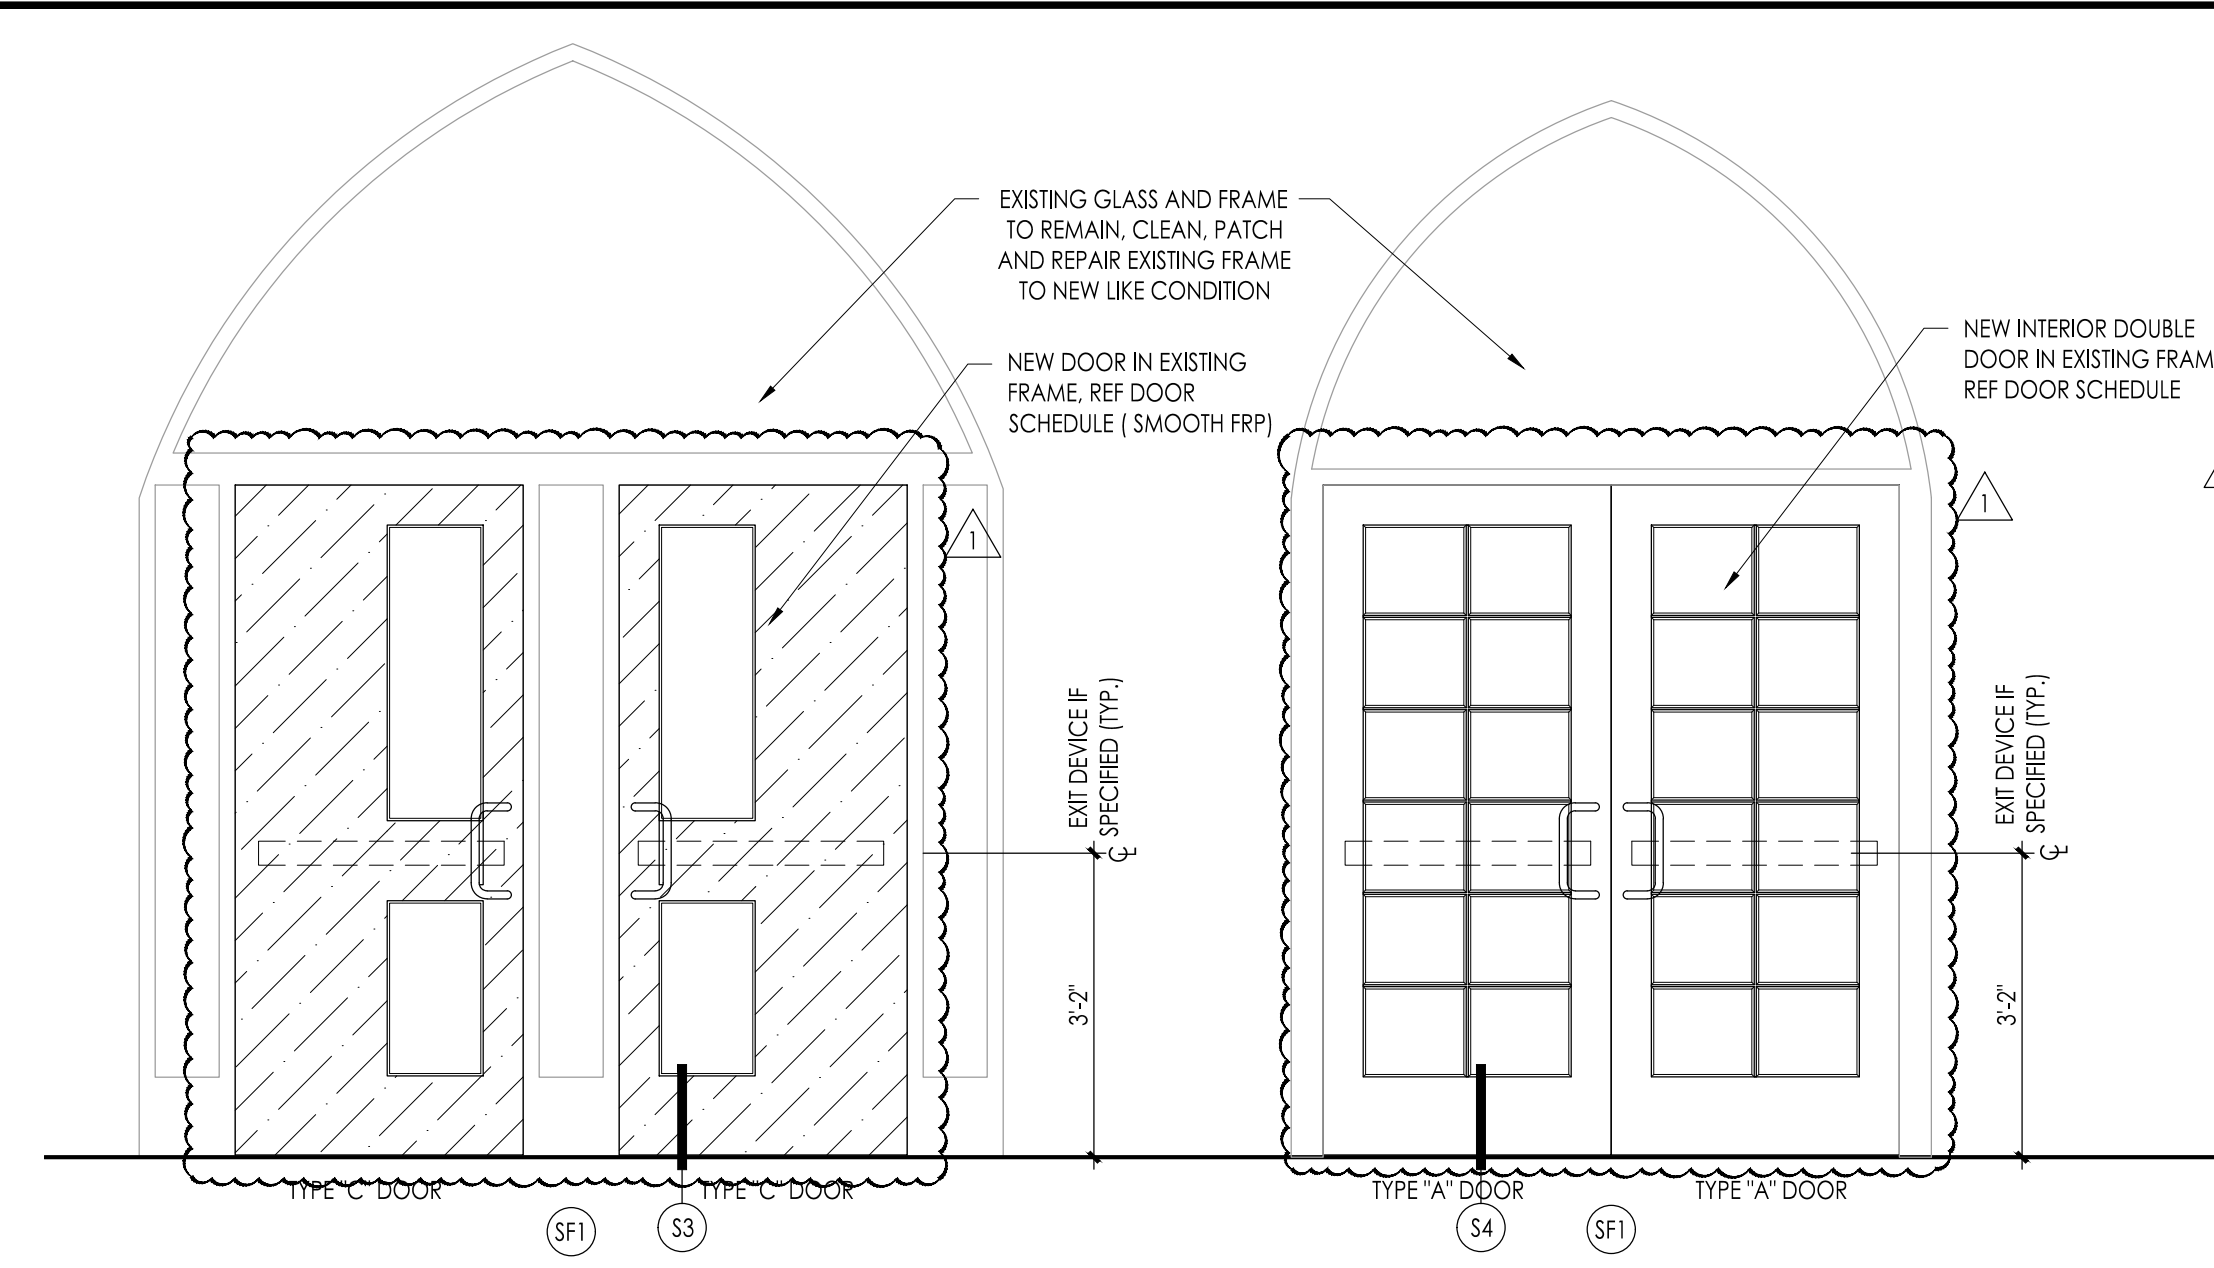 EXISTING GLASS AND FRAME
TO REMAIN, CLEAN, PATCH
AND REPAIR EXISTING FRAME
TO NEW LIKE CONDITION
NEW DOOR IN EXISTING
FRAME, REF DOOR
SCHEDULE ( SMOOTH FRP)
NEW INTERIOR DOUBLE
DOOR IN EXISTING FRAM
REF DOOR SCHEDULE
1
1
EXIT DEVICE IF
SPECIFIED (TYP.)
3'-2"
EXIT DEVICE IF
SPECIFIED (TYP.)
3'-2"
TYPE "C" DOOR
TYPE "C" DOOR
TYPE "A" DOOR
TYPE "A" DOOR
SF1
S3
S4
SF1